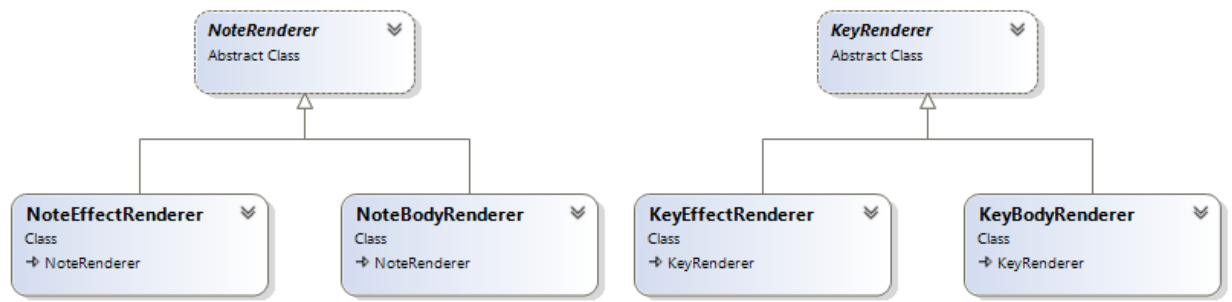 NoteRenderer
Abstract Class
KeyRenderer
Abstract Class
NoteEffectRenderer
Class
NoteRenderer
NoteBodyRenderer
Class
NoteRenderer
KeyEffectRenderer
Class
KeyRenderer
KeyBodyRenderer
Class
KeyRenderer